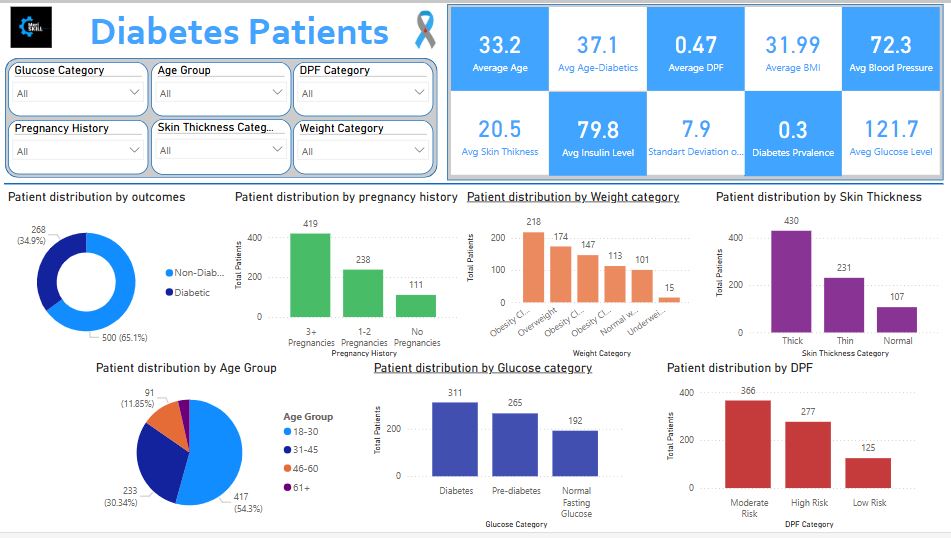 Meri
SKILL
Diabetes Patients
Glucose Category
All
Age Group
All
DPF Category
All
Pregnancy History
All
Skin Thickness Categ...
All
Weight Category
All
33.2
Average Age
37.1
Avg Age-Diabetics
0.47
Average DPF
31.99
Average BMI
72.3
Avg Blood Pressure
20.5
Avg Skin Thikness
79.8
Avg Insulin Level
7.9
Standart Deviation o...
0.3
Diabetes Prvalence
121.7
Aveg Glucose Level
Patient distribution by outcomes
268
(34.9%)
500 (65.1%)
Non-Diab...
Diabetic
Patient distribution by pregnancy history
Total Patients
400
200
0
419
238
111
3+
Pregnancies
1-2
Pregnancies
No
Pregnancies
Pregnancy History
Patient distribution by Weight category
Total Patients
200
100
0
218
174
147
113
101
15
Obesity Cl...
Overweight
Obesity Cl...
Obesity Cl...
Normal w...
Underwei...
Weight Category
Patient distribution by Skin Thickness
Total Patients
400
200
0
430
231
107
Thick
Thin
Normal
Skin Thickness Category
Patient distribution by Age Group
91
(11.85%)
233
(30.34%)
417
(54.3%)
Age Group
18-30
31-45
46-60
61+
Patient distribution by Glucose category
Total Patients
200
0
311
265
192
Diabetes
Pre-diabetes
Normal
Fasting
Glucose
Glucose Category
Patient distribution by DPF
Total Patients
400
200
0
366
277
125
Moderate
Risk
High Risk
Low Risk
DPF Category